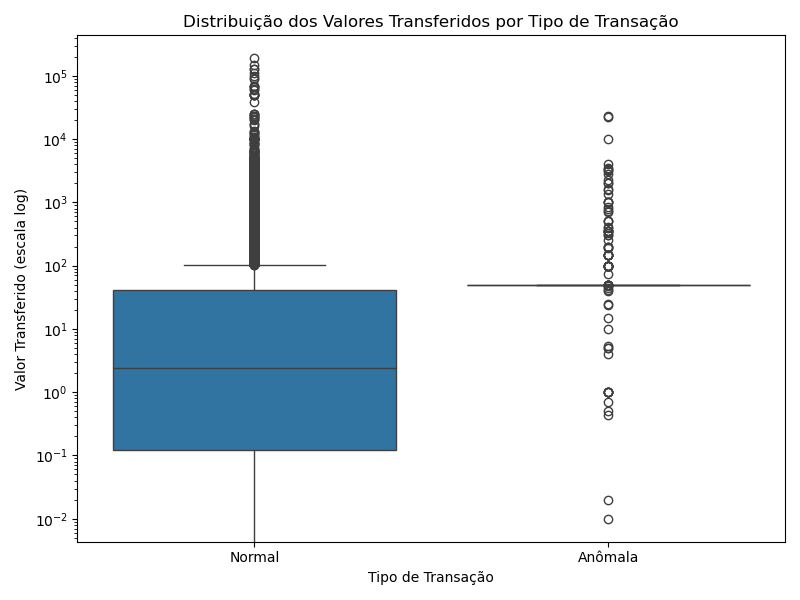 Distribuição dos Valores Transferidos por Tipo de Transação
Valor Transferido (escala log)
10^5
10^4
10^3
10^2
10^1
10^0
10^-1
10^-2
Normal
Anômala
Tipo de Transação